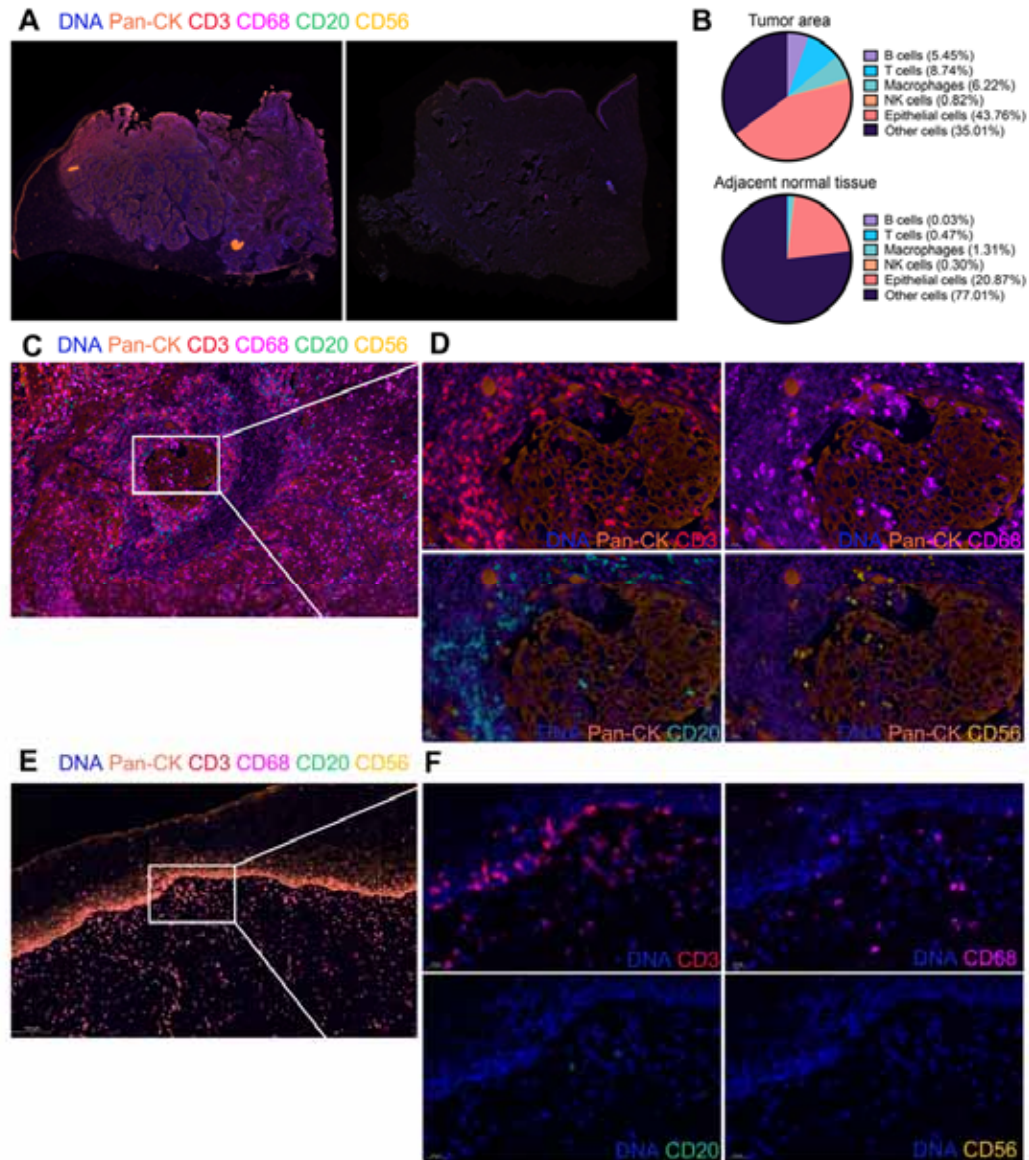 A DNA Pan-CK CD3 CD68 CD20 CD56
B
Tumor area
B cells (5.45%)
T cells (8.74%)
Macrophages (6.22%)
NK cells (0.82%)
Epithelial cells (43.76%)
Other cells (35.01%)
Adjacent normal tissue
B cells (0.03%)
T cells (0.47%)
Macrophages (1.31%)
NK cells (0.30%)
Epithelial cells (20.87%)
Other cells (77.01%)
C DNA Pan-CK CD3 CD68 CD20 CD56
D
DNA Pan-CK CD3
DNA Pan-CK CD68
DNA Pan-CK CD20
DNA Pan-CK CD56
E DNA Pan-CK CD3 CD68 CD20 CD56
F
DNA CD3
DNA CD68
DNA CD20
DNA CD56